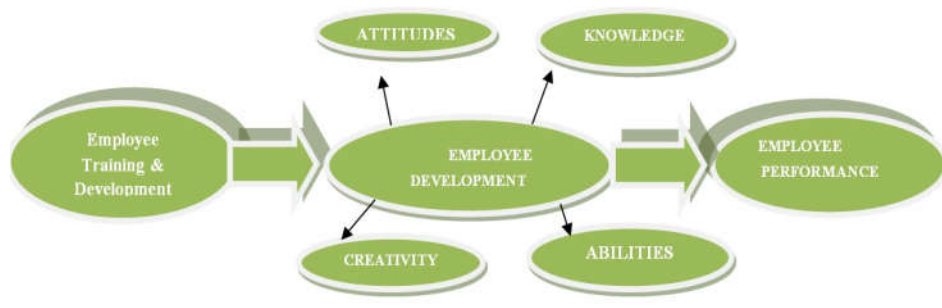 ATTITUDES
KNOWLEDGE
Employee
Training &
Development
EMPLOYEE
DEVELOPMENT
EMPLOYEE
PERFORMANCE
CREATIVITY
ABILITIES